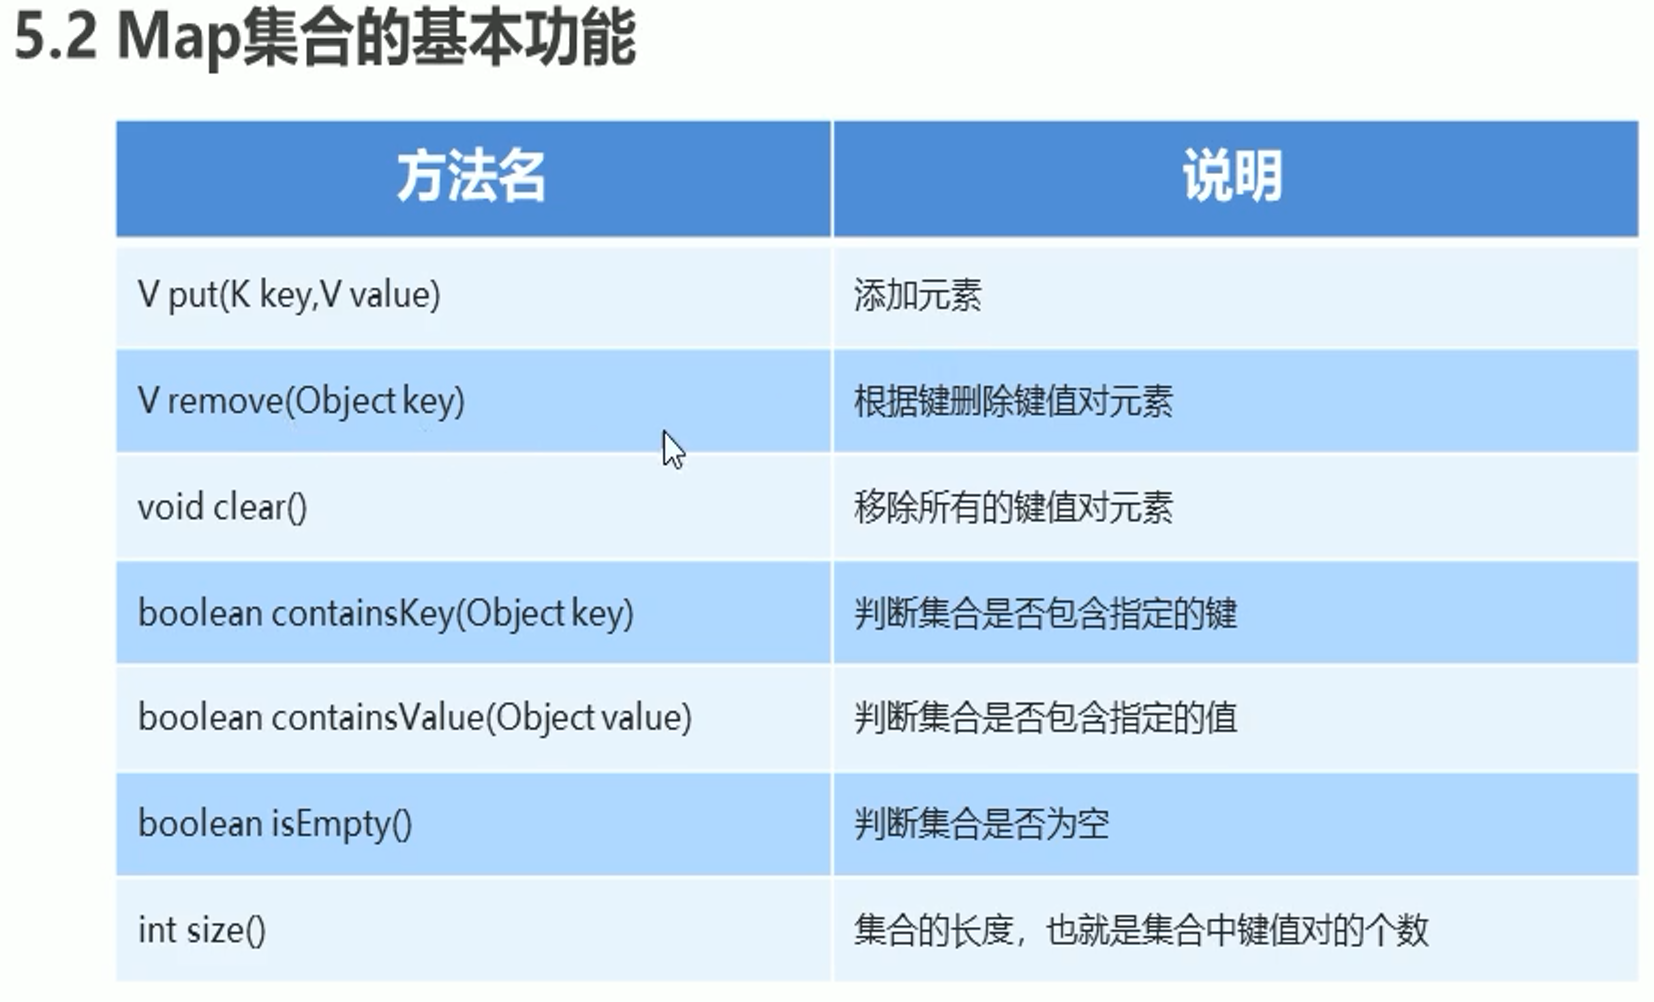 5.2 Map集合的基本功能
方法名 说明
V put(K key,V value) 添加元素
V remove(Object key) 根据键删除键值对元素
void clear() 移除所有的键值对元素
boolean containsKey(Object key) 判断集合是否包含指定的键
boolean containsValue(Object value) 判断集合是否包含指定的值
boolean isEmpty() 判断集合是否为空
int size() 集合的长度，也就是集合中键值对的个数